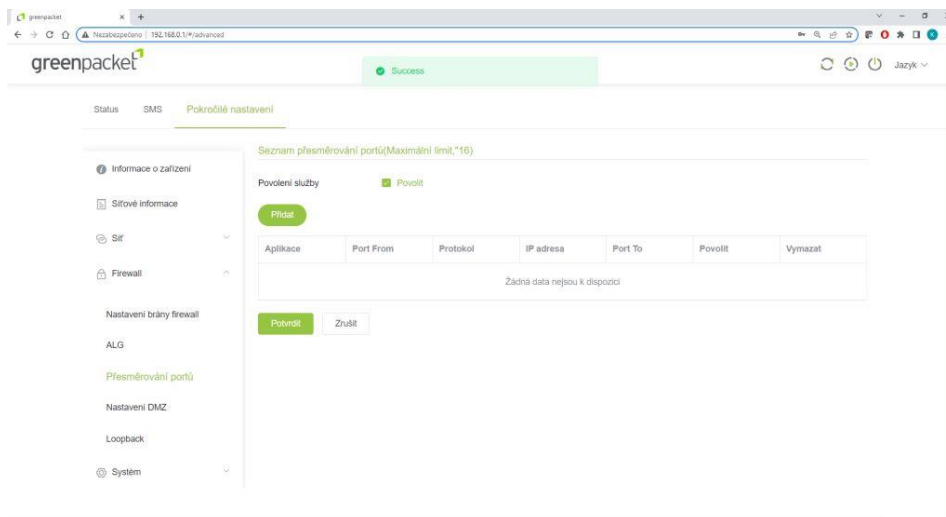 greenpacket
Nezabezpečeno | 192.168.0.1/#/advanced
greenpacket
Success
Jazyk
Status SMS Pokročilé nastavení
Seznam přesměrování portů(Maximální limit,"16)
Informace o zařízení
Povolení služby Povolit
Síťové informace
Přidat
Síť
Aplikace Port From Protokol IP adresa Port To Povolit Vymazat
Firewall
Žádná data nejsou k dispozici
Nastavení brány firewall
Potvrdit Zrušit
ALG
Přesměrování portů
Nastavení DMZ
Loopback
Systém